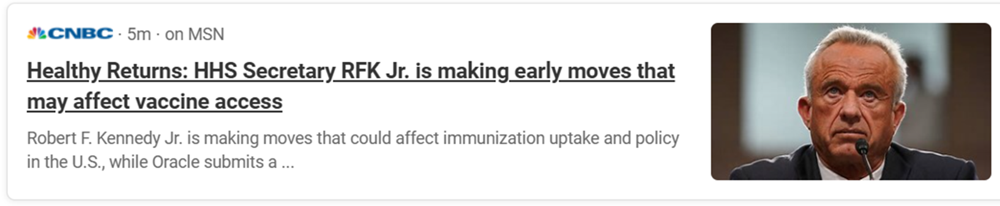 CNBC · 5m · on MSN
Healthy Returns: HHS Secretary RFK Jr. is making early moves that
may affect vaccine access
Robert F. Kennedy Jr. is making moves that could affect immunization uptake and policy
in the U.S., while Oracle submits a ...